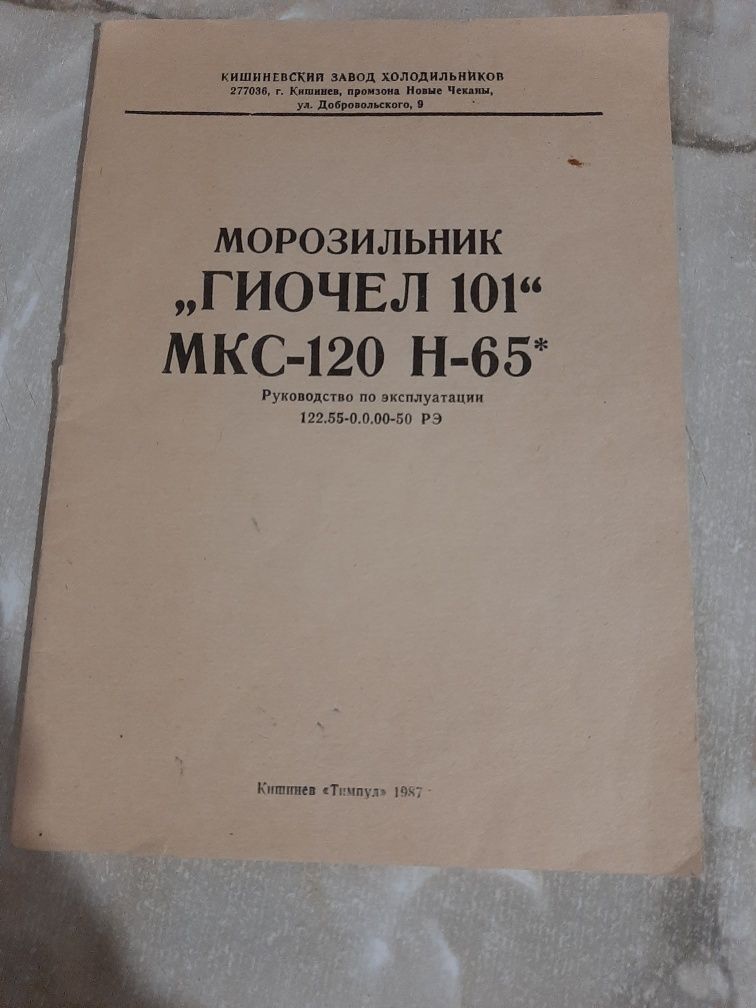 КИШИНЕВСКИЙ ЗАВОД ХОЛОДИЛЬНИКОВ
277036, г. Кишинев, промзона Новые Чеканы,
ул. Добровольского, 9
МОРОЗИЛЬНИК
„ГИОЧЕЛ 101“
МКС-120 Н-65*
Руководство по эксплуатации
122.55-0.0.00-50 РЭ
Кишинев «Тимпул» 1987